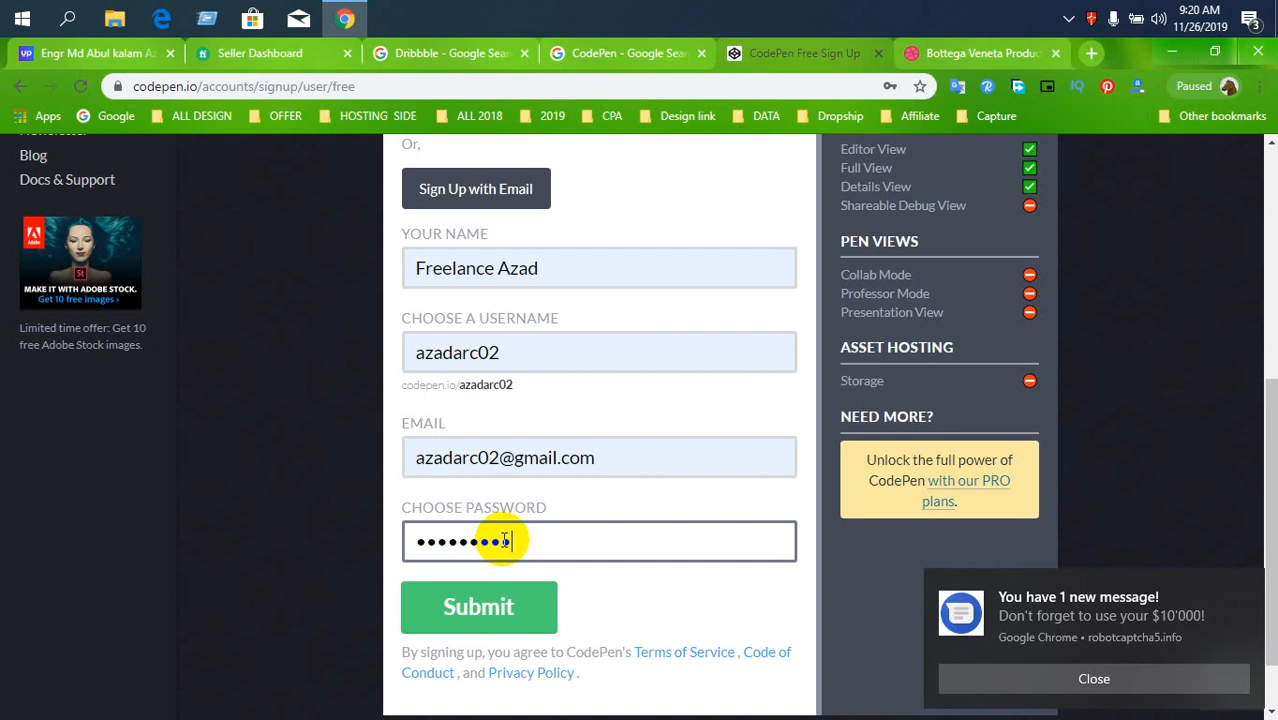 9:20 AM
11/26/2019
3
Engr Md Abul kalam Az
Seller Dashboard
Dribbble - Google Sea
CodePen - Google Sea
CodePen Free Sign Up
Bottega Veneta Produc
codepen.io/accounts/signup/user/free
Paused
Apps
Google
ALL DESIGN
OFFER
HOSTING SIDE
ALL 2018
2019
CPA
Design link
DATA
Dropship
Affiliate
Capture
Other bookmarks
Blog
Docs & Support
MAKE IT WITH ADOBE STOCK.
Get 10 free images ›
St
Limited time offer: Get 10
free Adobe Stock images.
Or,
Sign Up with Email
YOUR NAME
Freelance Azad
CHOOSE A USERNAME
azadarc02
codepen.io/azadarc02
EMAIL
azadarc02@gmail.com
CHOOSE PASSWORD
••••••••••
Submit
By signing up, you agree to CodePen's Terms of Service , Code of
Conduct , and Privacy Policy .
Editor View
Full View
Details View
Shareable Debug View
PEN VIEWS
Collab Mode
Professor Mode
Presentation View
ASSET HOSTING
Storage
NEED MORE?
Unlock the full power of
CodePen with our PRO
plans.
You have 1 new message!
Don't forget to use your $10'000!
Google Chrome • robotcaptcha5.info
Close